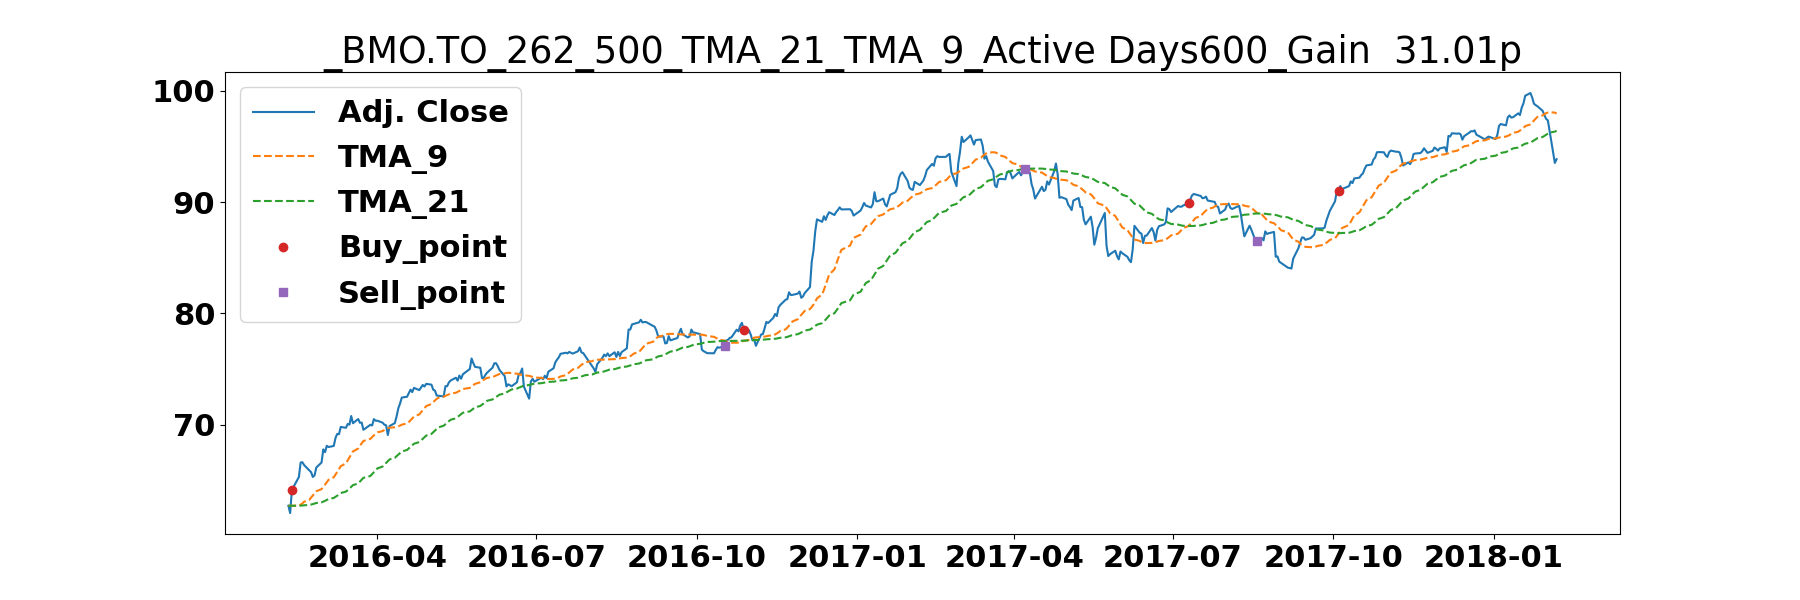 _BMO.TO_262_500_TMA_21_TMA_9_Active Days600_Gain  31.01p
100
90
80
70
Adj. Close
TMA_9
TMA_21
Buy_point
Sell_point
2016-04 2016-07 2016-10 2017-01 2017-04 2017-07 2017-10 2018-01